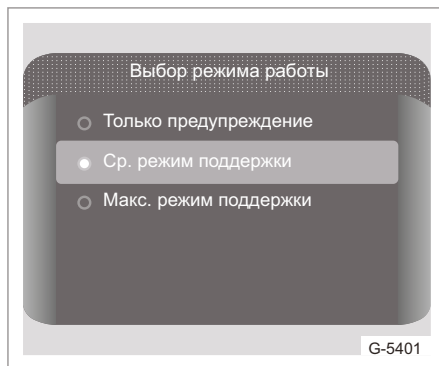 Выбор режима работы
Только предупреждение
Ср. режим поддержки
Макс. режим поддержки
G-5401